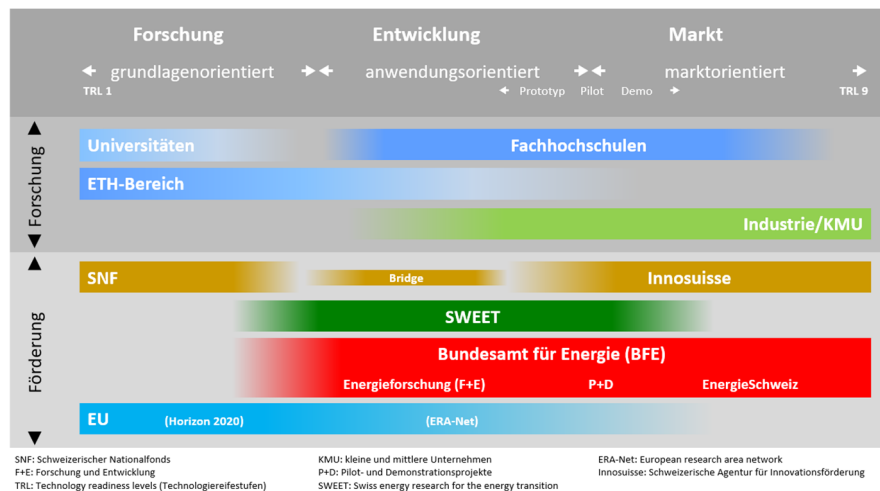 Forschung Entwicklung Markt
grundlagenorientiert anwendungsorientiert marktorientiert
TRL 1 Prototyp Pilot Demo TRL 9
Forschung
Universitäten Fachhochschulen
ETH-Bereich
Industrie/KMU
Förderung
SNF Bridge Innosuisse
SWEET
Bundesamt für Energie (BFE)
Energieforschung (F+E) P+D EnergieSchweiz
EU (Horizon 2020) (ERA-Net)
SNF: Schweizerischer Nationalfonds KMU: kleine und mittlere Unternehmen ERA-Net: European research area network
F+E: Forschung und Entwicklung P+D: Pilot- und Demonstrationsprojekte Innosuisse: Schweizerische Agentur für Innovationsförderung
TRL: Technology readiness levels (Technologiereifestufen) SWEET: Swiss energy research for the energy transition